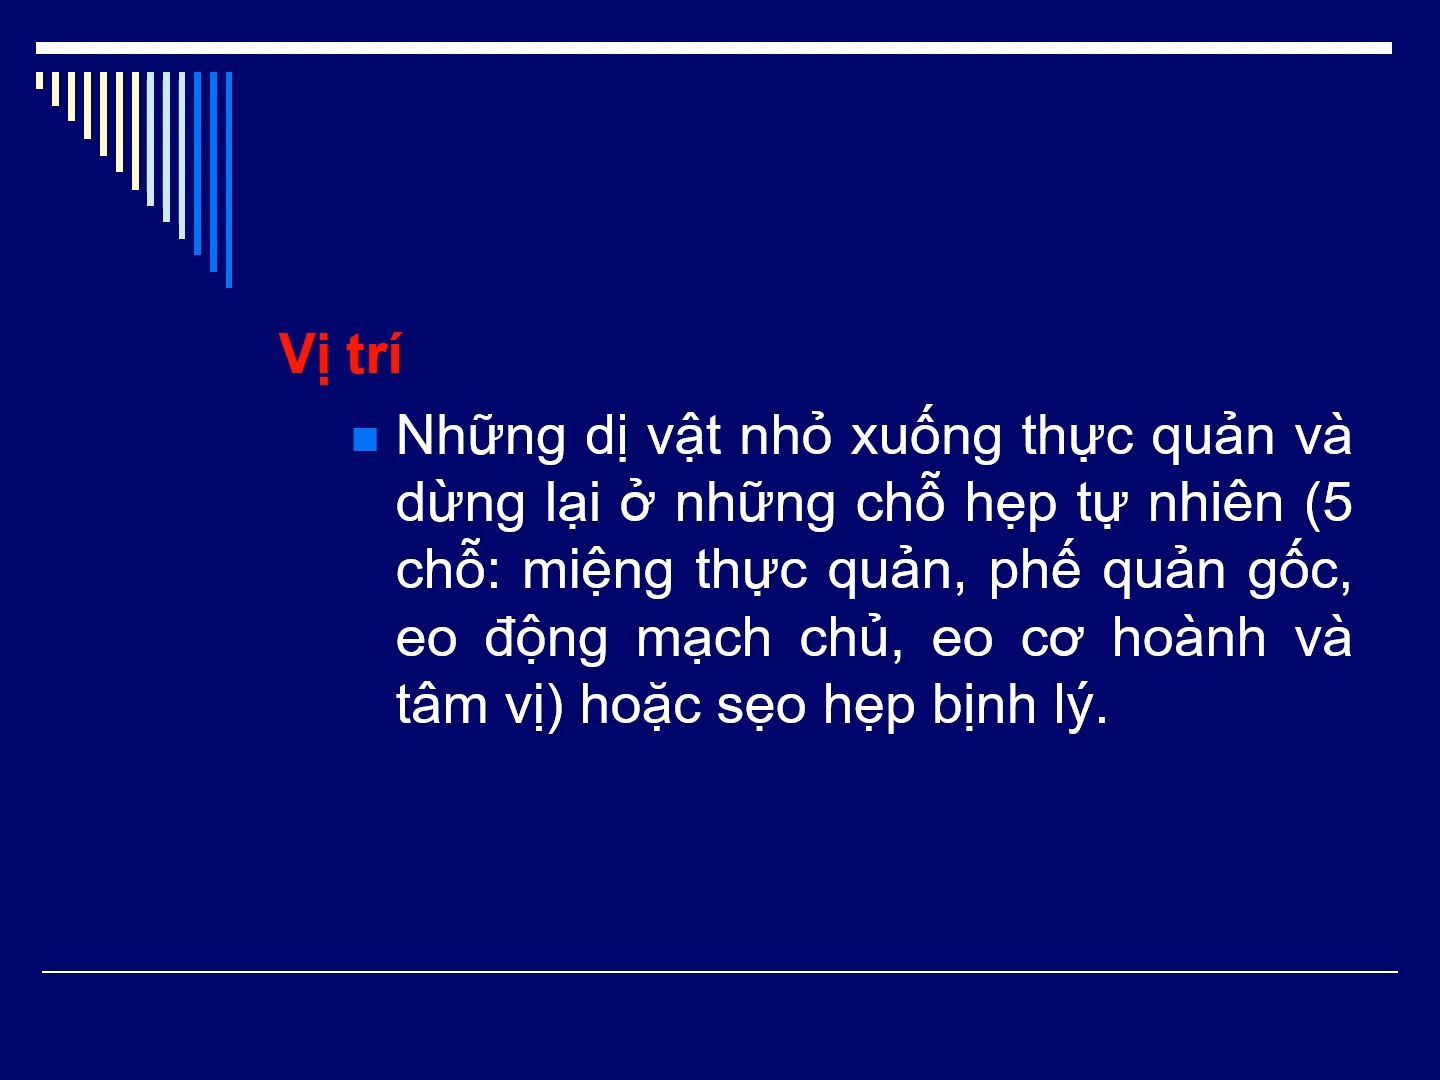 Vị trí
Những dị vật nhỏ xuống thực quản và
dừng lại ở những chỗ hẹp tự nhiên (5
chỗ: miệng thực quản, phế quản gốc,
eo động mạch chủ, eo cơ hoành và
tâm vị) hoặc sẹo hẹp bịnh lý.